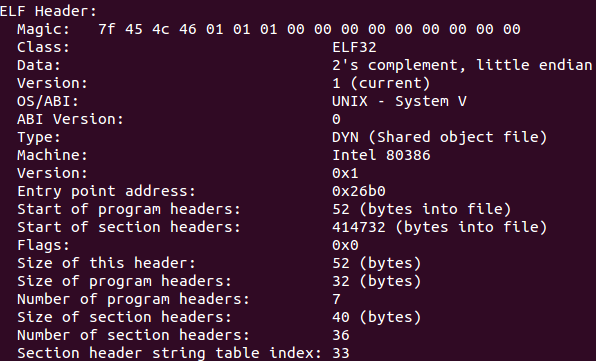 ELF Header:
  Magic:   7f 45 4c 46 01 01 01 00 00 00 00 00 00 00 00 00
  Class:                             ELF32
  Data:                              2's complement, little endian
  Version:                           1 (current)
  OS/ABI:                            UNIX - System V
  ABI Version:                       0
  Type:                              DYN (Shared object file)
  Machine:                           Intel 80386
  Version:                           0x1
  Entry point address:               0x26b0
  Start of program headers:          52 (bytes into file)
  Start of section headers:          414732 (bytes into file)
  Flags:                             0x0
  Size of this header:               52 (bytes)
  Size of program headers:           32 (bytes)
  Number of program headers:         7
  Size of section headers:           40 (bytes)
  Number of section headers:         36
  Section header string table index: 33